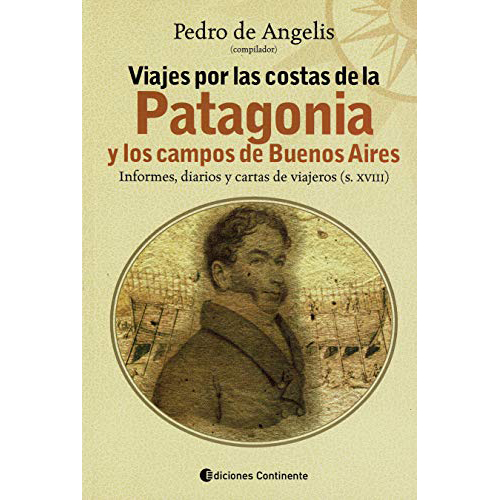 Pedro de Angelis
(compilador)
Viajes por las costas de la
Patagonia
y los campos de Buenos Aires
Informes, diarios y cartas de viajeros (s. XVIII)
Ediciones Continente